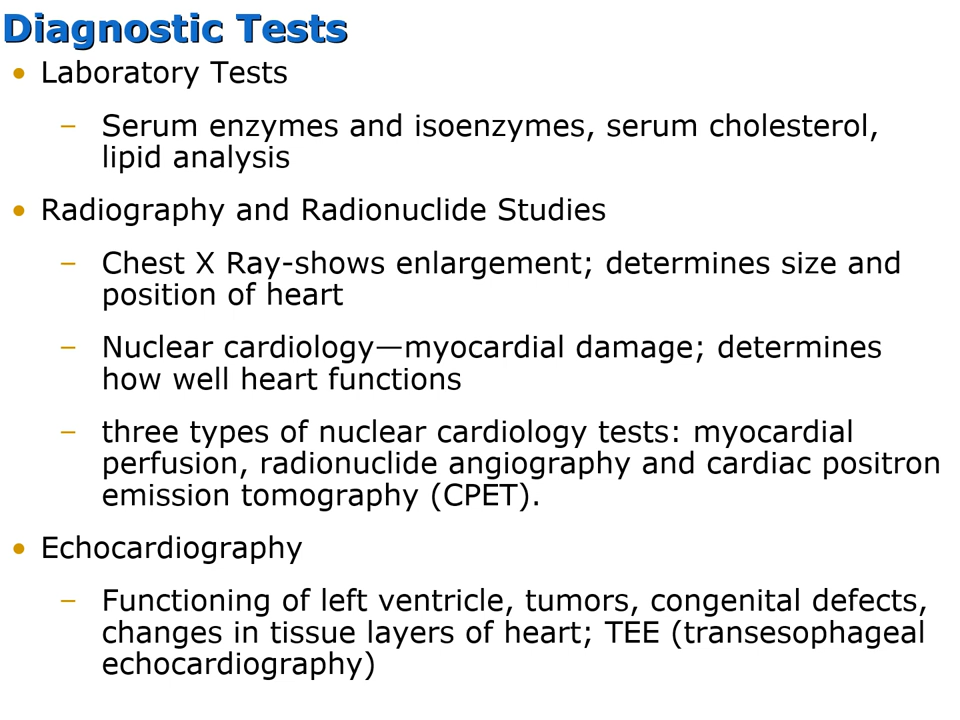 Diagnostic Tests
• Laboratory Tests
– Serum enzymes and isoenzymes, serum cholesterol,
lipid analysis
• Radiography and Radionuclide Studies
– Chest X Ray-shows enlargement; determines size and
position of heart
– Nuclear cardiology—myocardial damage; determines
how well heart functions
– three types of nuclear cardiology tests: myocardial
perfusion, radionuclide angiography and cardiac positron
emission tomography (CPET).
• Echocardiography
– Functioning of left ventricle, tumors, congenital defects,
changes in tissue layers of heart; TEE (transesophageal
echocardiography)